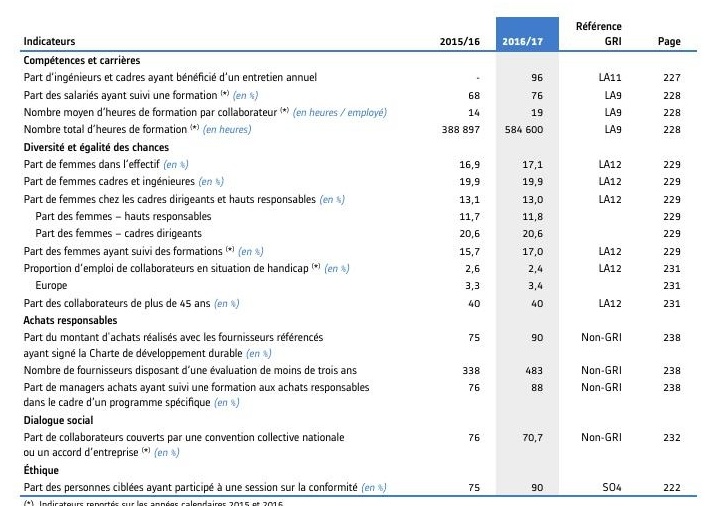 Référence
Indicateurs 2015/16 2016/17 GRI Page
Compétences et carrières
Part d'ingénieurs et cadres ayant bénéficié d'un entretien annuel - 96 LA11 227
Part des salariés ayant suivi une formation (*) (en %) 68 76 LA9 228
Nombre moyen d'heures de formation par collaborateur (*) (en heures / employé) 14 19 LA9 228
Nombre total d'heures de formation (*) (en heures) 388 897 584 600 LA9 228
Diversité et égalité des chances
Part de femmes dans l'effectif (en %) 16,9 17,1 LA12 229
Part de femmes cadres et ingénieures (en %) 19,9 19,9 LA12 229
Part de femmes chez les cadres dirigeants et hauts responsables (en %) 13,1 13,0 LA12 229
Part des femmes – hauts responsables 11,7 11,8 229
Part des femmes – cadres dirigeants 20,6 20,6 229
Part des femmes ayant suivi des formations (*) (en %) 15,7 17,0 LA12 229
Proportion d'emploi de collaborateurs en situation de handicap (*) (en %) 2,6 2,4 LA12 231
Europe 3,3 3,4 231
Part des collaborateurs de plus de 45 ans (en %) 40 40 LA12 231
Achats responsables
Part du montant d'achats réalisés avec les fournisseurs référencés 75 90 Non-GRI 238
ayant signé la Charte de développement durable (en %)
Nombre de fournisseurs disposant d'une évaluation de moins de trois ans 338 483 Non-GRI 238
Part de managers achats ayant suivi une formation aux achats responsables 76 88 Non-GRI 238
dans le cadre d'un programme spécifique (en %)
Dialogue social
Part de collaborateurs couverts par une convention collective nationale 76 70,7 Non-GRI 232
ou un accord d'entreprise (*) (en %)
Éthique
Part des personnes ciblées ayant participé à une session sur la conformité (en %) 75 90 SO4 222
(*) Indicateurs reportés sur les années calendaires 2015 et 2016